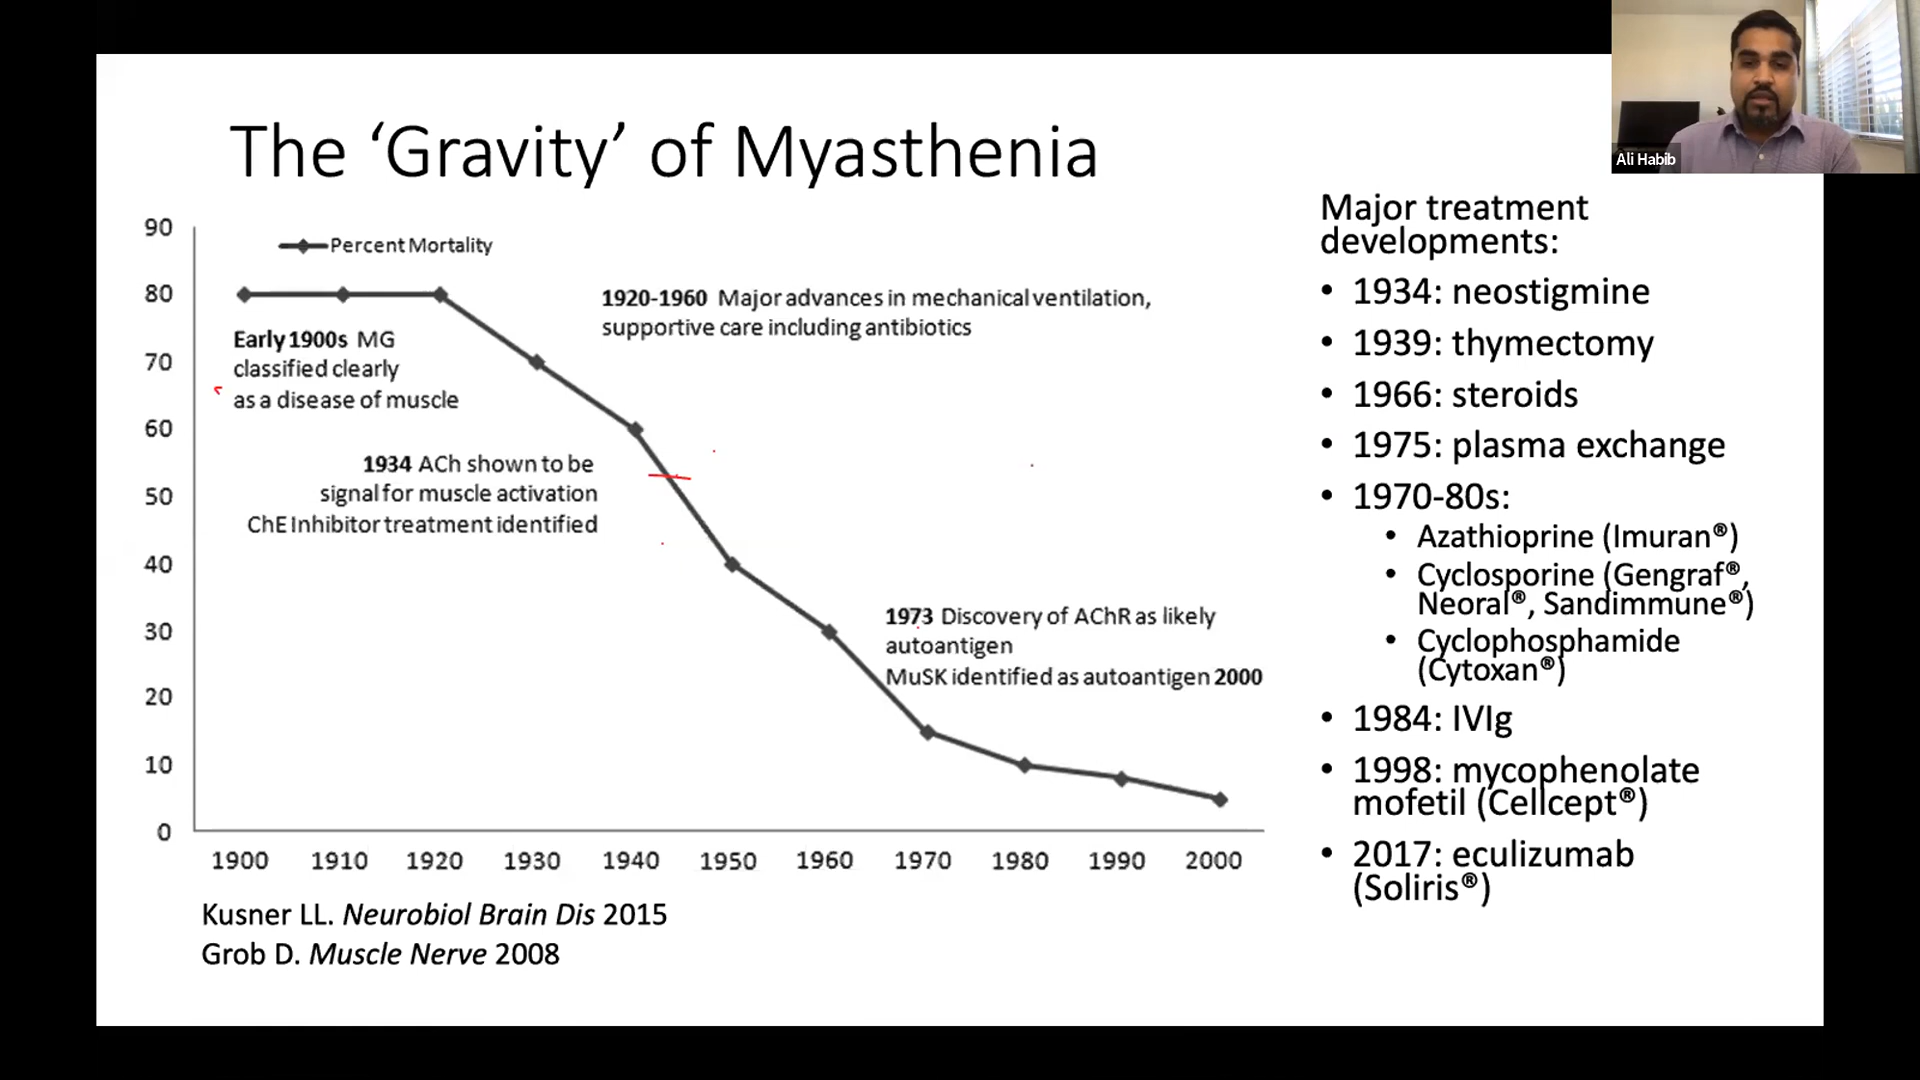 The ‘Gravity’ of Myasthenia
Ali Habib
90
80
70
60
50
40
30
20
10
0
Percent Mortality
1920-1960 Major advances in mechanical ventilation,
supportive care including antibiotics
Early 1900s MG
classified clearly
as a disease of muscle
1934 ACh shown to be
signal for muscle activation
ChE Inhibitor treatment identified
1973 Discovery of AChR as likely
autoantigen
MuSK identified as autoantigen 2000
1900 1910 1920 1930 1940 1950 1960 1970 1980 1990 2000
Kusner LL. Neurobiol Brain Dis 2015
Grob D. Muscle Nerve 2008
Major treatment
developments:
• 1934: neostigmine
• 1939: thymectomy
• 1966: steroids
• 1975: plasma exchange
• 1970-80s:
• Azathioprine (Imuran®)
• Cyclosporine (Gengraf®,
Neoral®, Sandimmune®)
• Cyclophosphamide
(Cytoxan®)
• 1984: IVIg
• 1998: mycophenolate
mofetil (Cellcept®)
• 2017: eculizumab
(Soliris®)